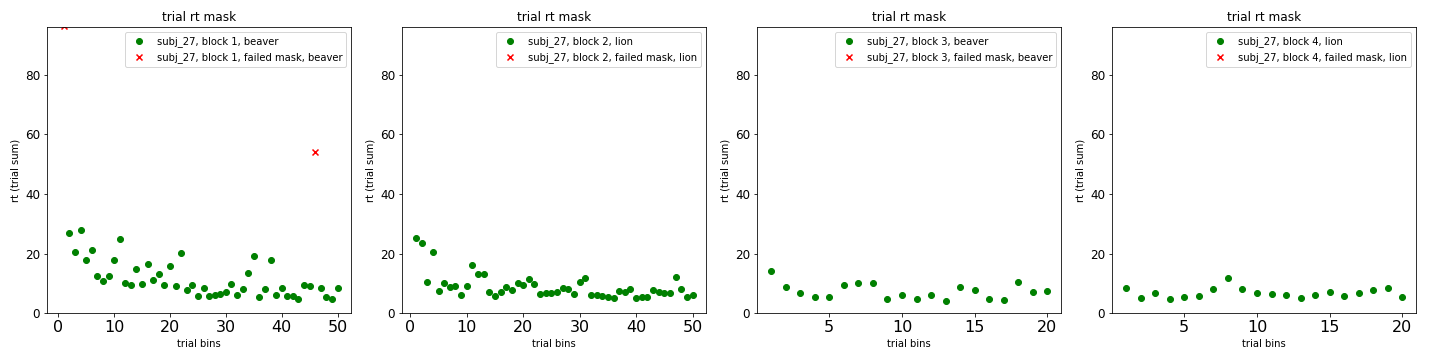 trial rt mask
subj_27, block 1, beaver
subj_27, block 1, failed mask, beaver
rt (trial sum)
80
60
40
20
0
0 10 20 30 40 50
trial bins
trial rt mask
subj_27, block 2, lion
subj_27, block 2, failed mask, lion
rt (trial sum)
80
60
40
20
0
0 10 20 30 40 50
trial bins
trial rt mask
subj_27, block 3, beaver
subj_27, block 3, failed mask, beaver
rt (trial sum)
80
60
40
20
0
5 10 15 20
trial bins
trial rt mask
subj_27, block 4, lion
subj_27, block 4, failed mask, lion
rt (trial sum)
80
60
40
20
0
5 10 15 20
trial bins